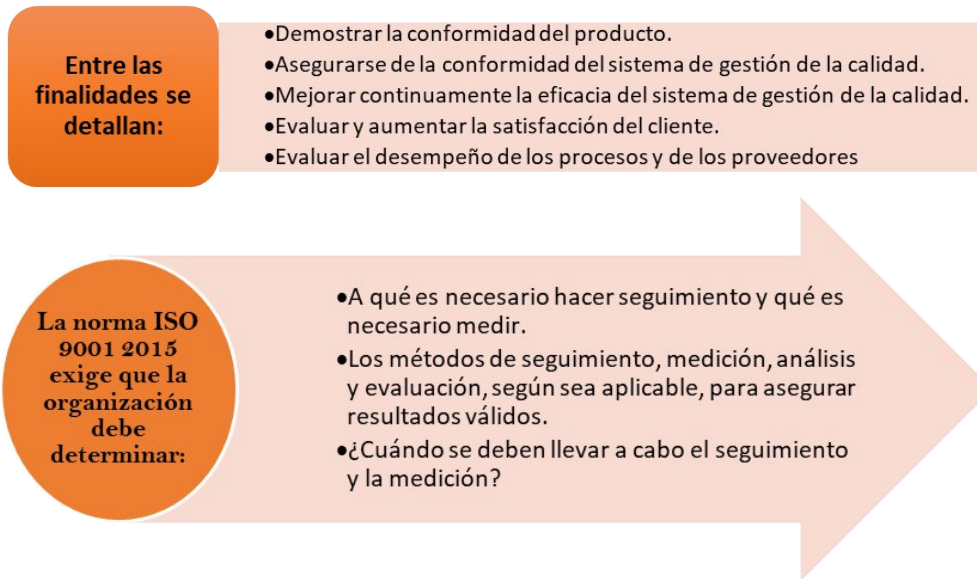 Entre las
finalidades se
detallan:
•Demostrar la conformidad del producto.
•Asegurarse de la conformidad del sistema de gestión de la calidad.
•Mejorar continuamente la eficacia del sistema de gestión de la calidad.
•Evaluar y aumentar la satisfacción del cliente.
•Evaluar el desempeño de los procesos y de los proveedores
La norma ISO
9001 2015
exige que la
organización
debe
determinar:
•A qué es necesario hacer seguimiento y qué es
necesario medir.
•Los métodos de seguimiento, medición, análisis
y evaluación, según sea aplicable, para asegurar
resultados válidos.
•¿Cuándo se deben llevar a cabo el seguimiento
y la medición?